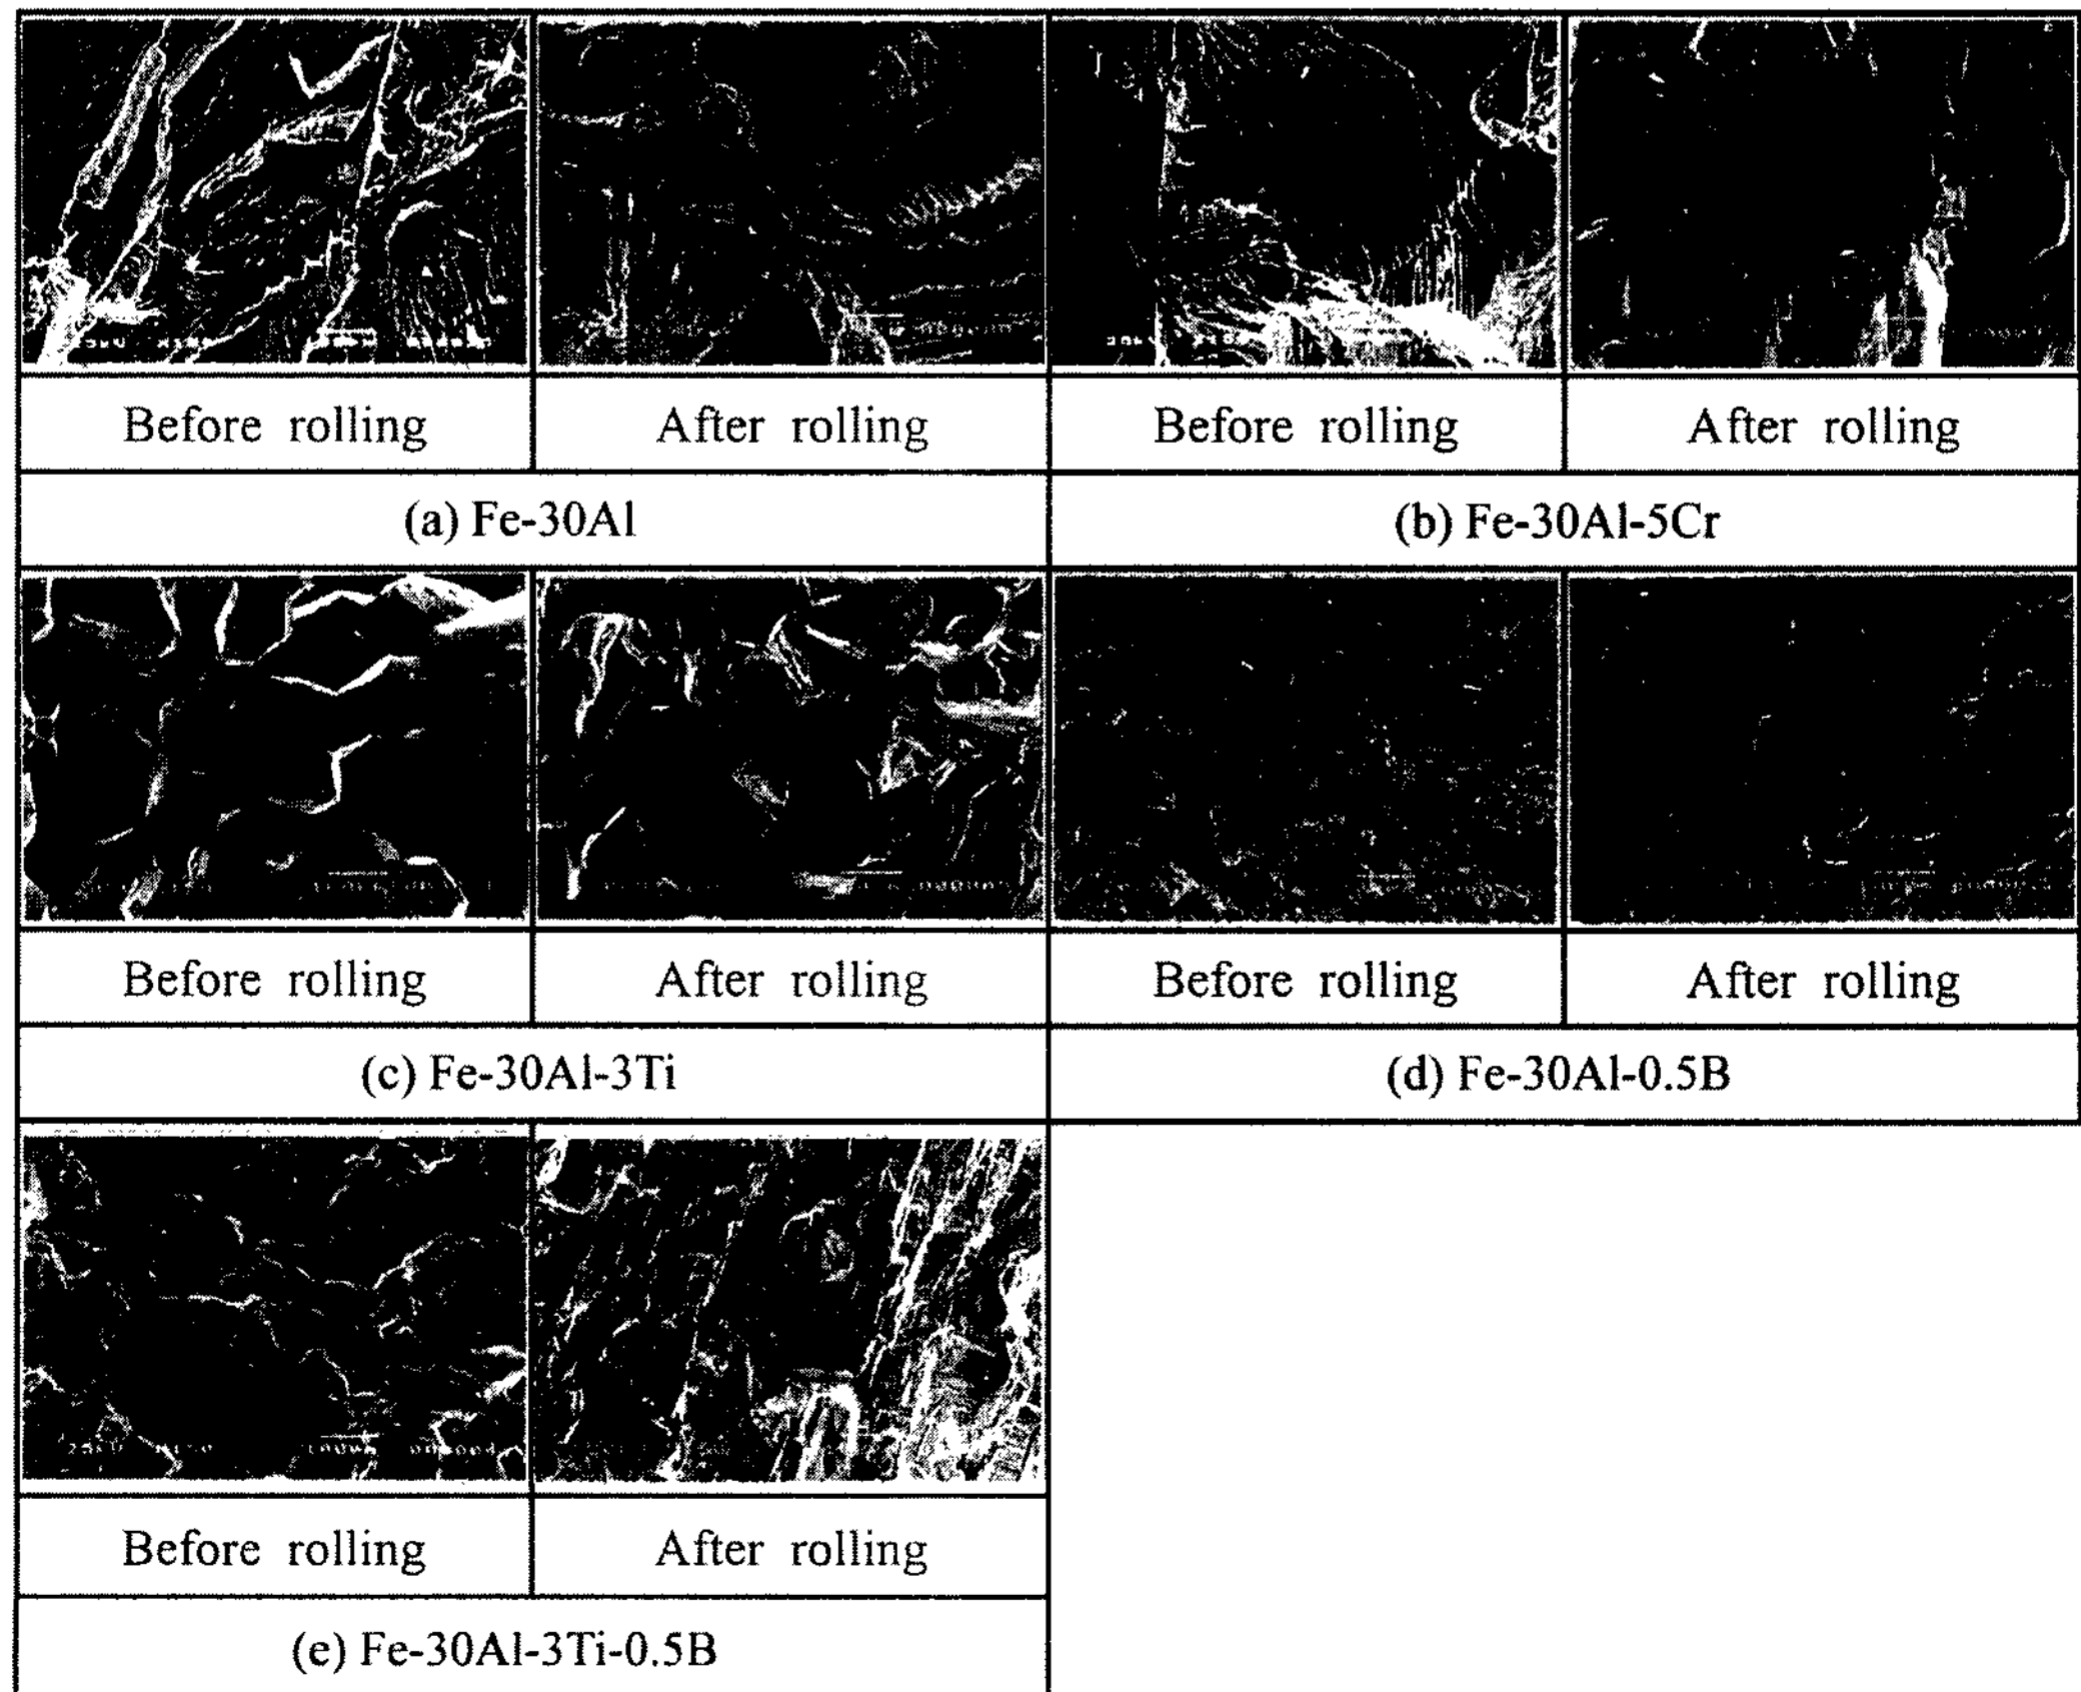 Before rolling
After rolling
Before rolling
After rolling
(a) Fe-30Al
(b) Fe-30Al-5Cr
Before rolling
After rolling
Before rolling
After rolling
(c) Fe-30Al-3Ti
(d) Fe-30Al-0.5B
Before rolling
After rolling
(e) Fe-30Al-3Ti-0.5B